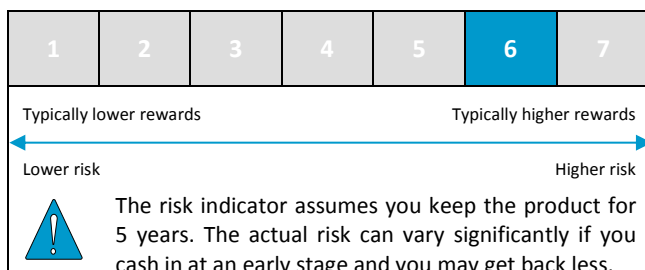 1 2 3 4 5 6 7
Typically lower rewards Typically higher rewards
Lower risk Higher risk
The risk indicator assumes you keep the product for
5 years. The actual risk can vary significantly if you
cash in at an early stage and you may get back less.